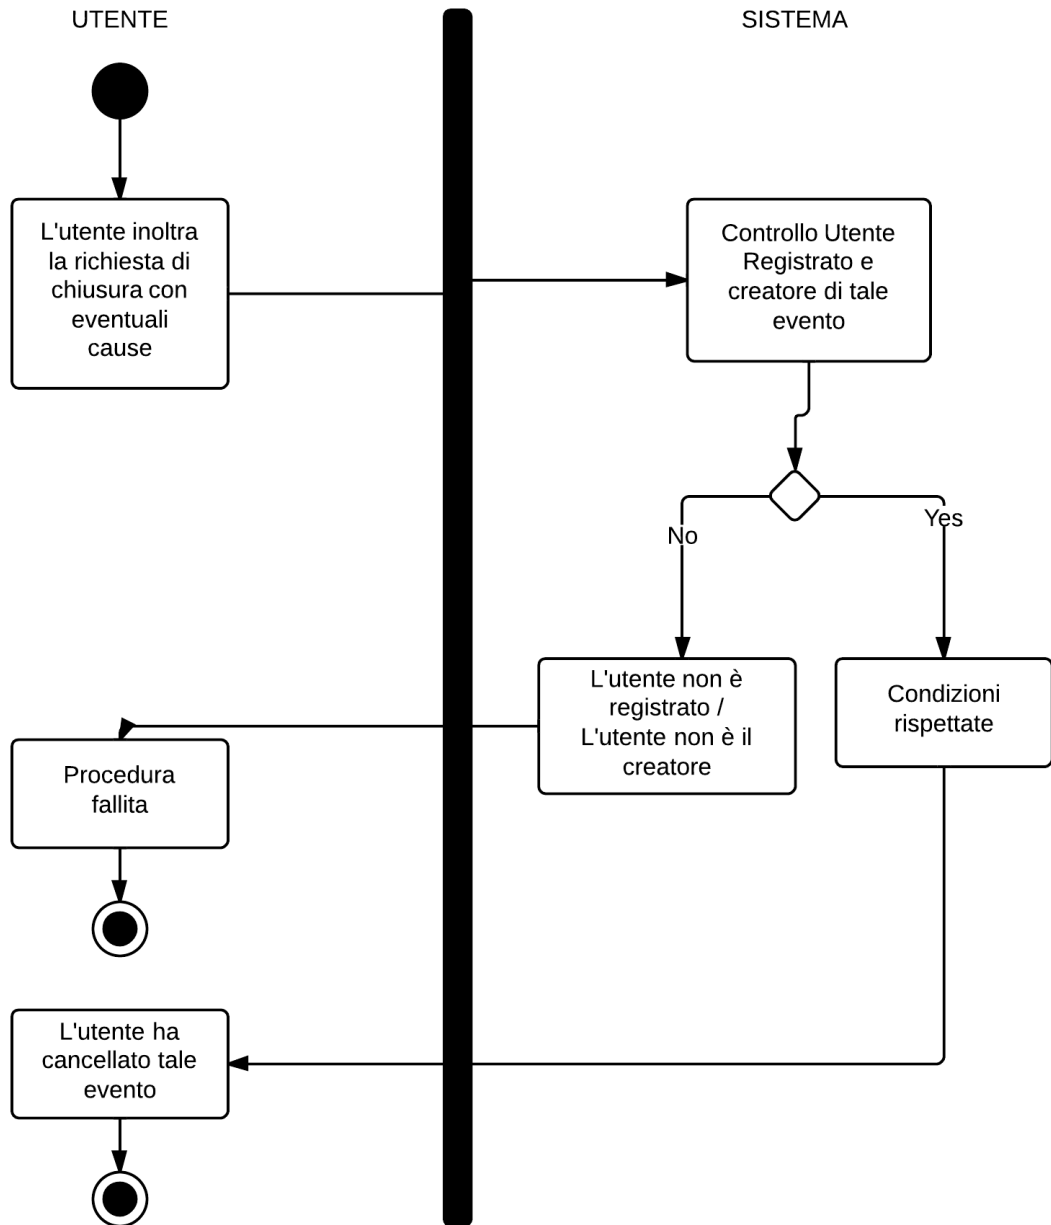 UTENTE
SISTEMA
L'utente inoltra
la richiesta di
chiusura con
eventuali
cause
Controllo Utente
Registrato e
creatore di tale
evento
No
Yes
L'utente non è
registrato /
L'utente non è il
creatore
Condizioni
rispettate
Procedura
fallita
L'utente ha
cancellato tale
evento